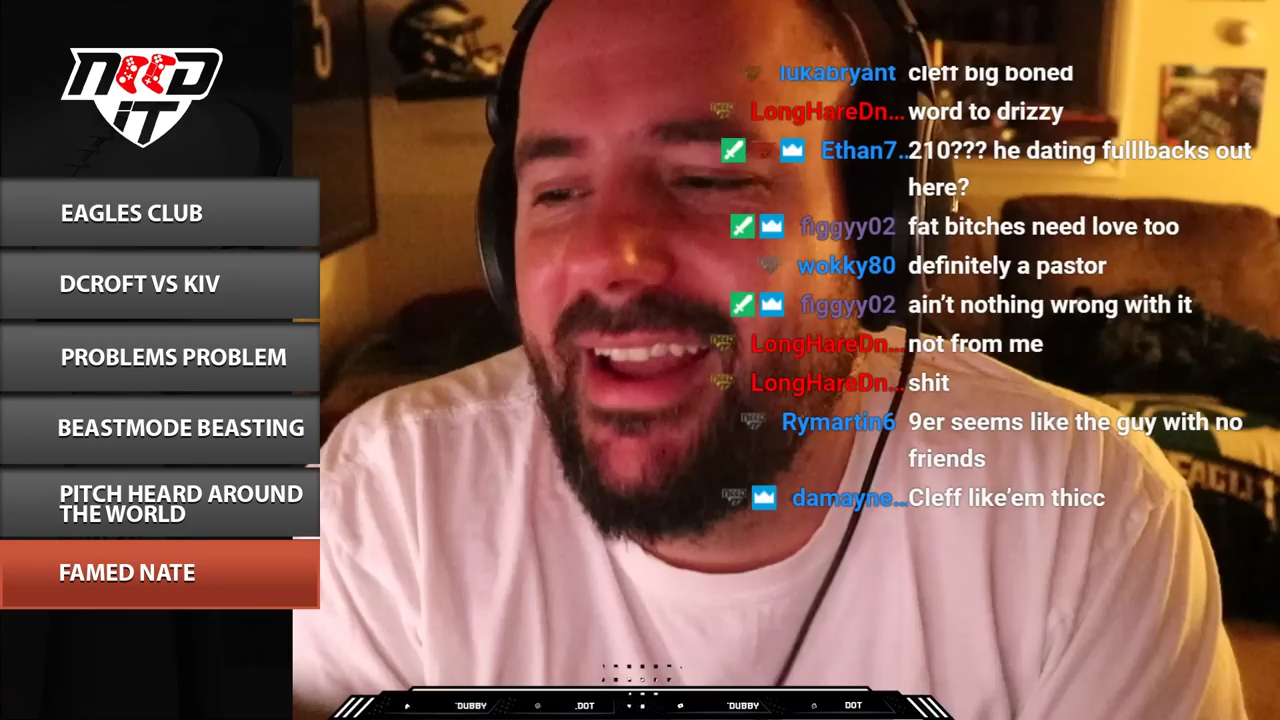 NEED
iT
EAGLES CLUB
DCROFT VS KIV
PROBLEMS PROBLEM
BEASTMODE BEASTING
PITCH HEARD AROUND
THE WORLD
FAMED NATE
lukabryant cleff big boned
LongHareDn... word to drizzy
Ethan7.. 210??? he dating fulllbacks out
here?
figgyy02 fat bitches need love too
wokky80 definitely a pastor
figgyy02 ain't nothing wrong with it
LongHareDn... not from me
LongHareDn... shit
Rymartin6 9er seems like the guy with no
friends
damayne... Cleff like'em thicc
DUBBY .DOT DUBBY DOT